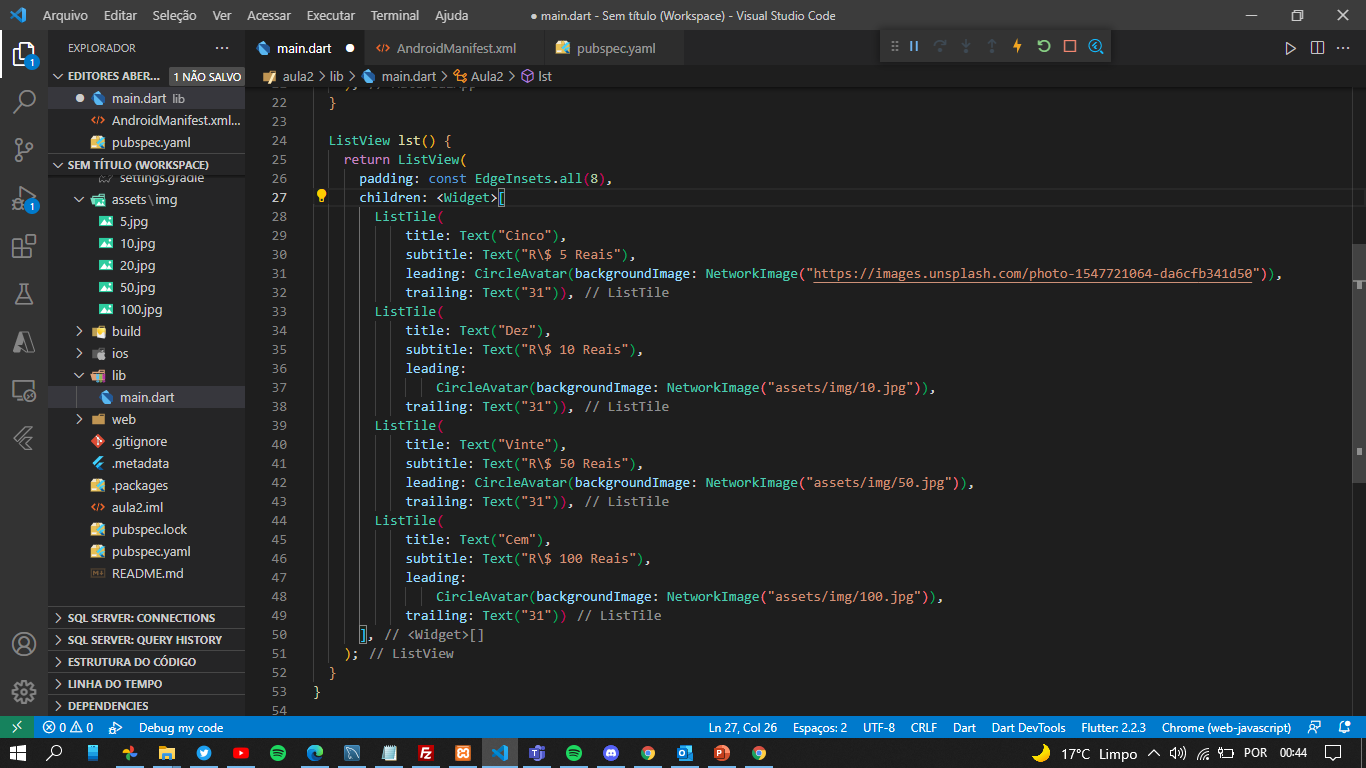 Arquivo Editar Seleção Ver Acessar Executar Terminal Ajuda
● main.dart - Sem título (Workspace) - Visual Studio Code
EXPLORADOR ···
EDITORES ABER... 1 NÃO SALVO
● main.dart lib
AndroidManifest.xml...
pubspec.yaml
SEM TÍTULO (WORKSPACE)
settings.gradle
assets\img
5.jpg
10.jpg
20.jpg
50.jpg
100.jpg
build
ios
lib
main.dart
web
.gitignore
.metadata
.packages
aula2.iml
pubspec.lock
pubspec.yaml
README.md
SQL SERVER: CONNECTIONS
SQL SERVER: QUERY HISTORY
ESTRUTURA DO CÓDIGO
LINHA DO TEMPO
DEPENDENCIES
1
1
main.dart ● AndroidManifest.xml pubspec.yaml
aula2 > lib > main.dart > Aula2 > lst
22 }
23
24 ListView lst() {
25 return ListView(
26 padding: const EdgeInsets.all(8),
27 children: <Widget>[
28 ListTile(
29 title: Text("Cinco"),
30 subtitle: Text("R\$ 5 Reais"),
31 leading: CircleAvatar(backgroundImage: NetworkImage("https://images.unsplash.com/photo-1547721064-da6cfb341d50")),
32 trailing: Text("31")), // ListTile
33 ListTile(
34 title: Text("Dez"),
35 subtitle: Text("R\$ 10 Reais"),
36 leading:
37 CircleAvatar(backgroundImage: NetworkImage("assets/img/10.jpg")),
38 trailing: Text("31")), // ListTile
39 ListTile(
40 title: Text("Vinte"),
41 subtitle: Text("R\$ 50 Reais"),
42 leading: CircleAvatar(backgroundImage: NetworkImage("assets/img/50.jpg")),
43 trailing: Text("31")), // ListTile
44 ListTile(
45 title: Text("Cem"),
46 subtitle: Text("R\$ 100 Reais"),
47 leading:
48 CircleAvatar(backgroundImage: NetworkImage("assets/img/100.jpg")),
49 trailing: Text("31")) // ListTile
50 ], // <Widget>[]
51 ); // ListView
52 }
53 }
54
0 0 Debug my code Ln 27, Col 26 Espaços: 2 UTF-8 CRLF Dart Dart DevTools Flutter: 2.2.3 Chrome (web-javascript)
17°C Limpo POR 00:44